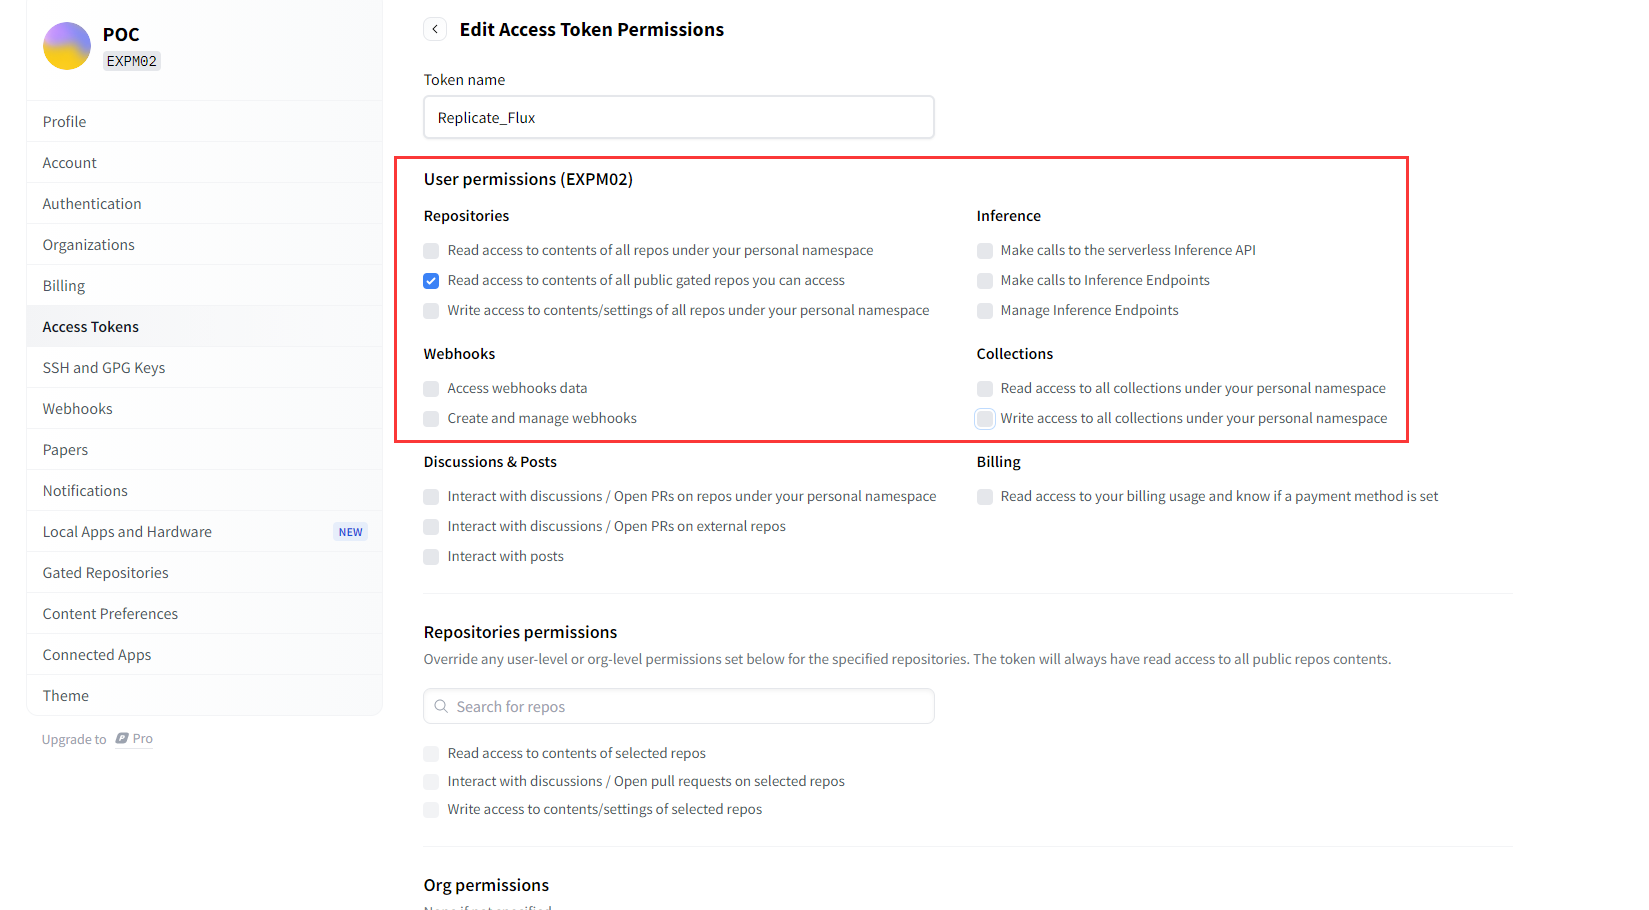 POC
EXPM02
Profile
Account
Authentication
Organizations
Billing
Access Tokens
SSH and GPG Keys
Webhooks
Papers
Notifications
Local Apps and Hardware NEW
Gated Repositories
Content Preferences
Connected Apps
Theme
Upgrade to Pro
Edit Access Token Permissions
Token name
Replicate_Flux
User permissions (EXPM02)
Repositories
Read access to contents of all repos under your personal namespace
Read access to contents of all public gated repos you can access
Write access to contents/settings of all repos under your personal namespace
Inference
Make calls to the serverless Inference API
Make calls to Inference Endpoints
Manage Inference Endpoints
Webhooks
Access webhooks data
Create and manage webhooks
Collections
Read access to all collections under your personal namespace
Write access to all collections under your personal namespace
Discussions & Posts
Interact with discussions / Open PRs on repos under your personal namespace
Interact with discussions / Open PRs on external repos
Interact with posts
Billing
Read access to your billing usage and know if a payment method is set
Repositories permissions
Override any user-level or org-level permissions set below for the specified repositories. The token will always have read access to all public repos contents.
Search for repos
Read access to contents of selected repos
Interact with discussions / Open pull requests on selected repos
Write access to contents/settings of selected repos
Org permissions